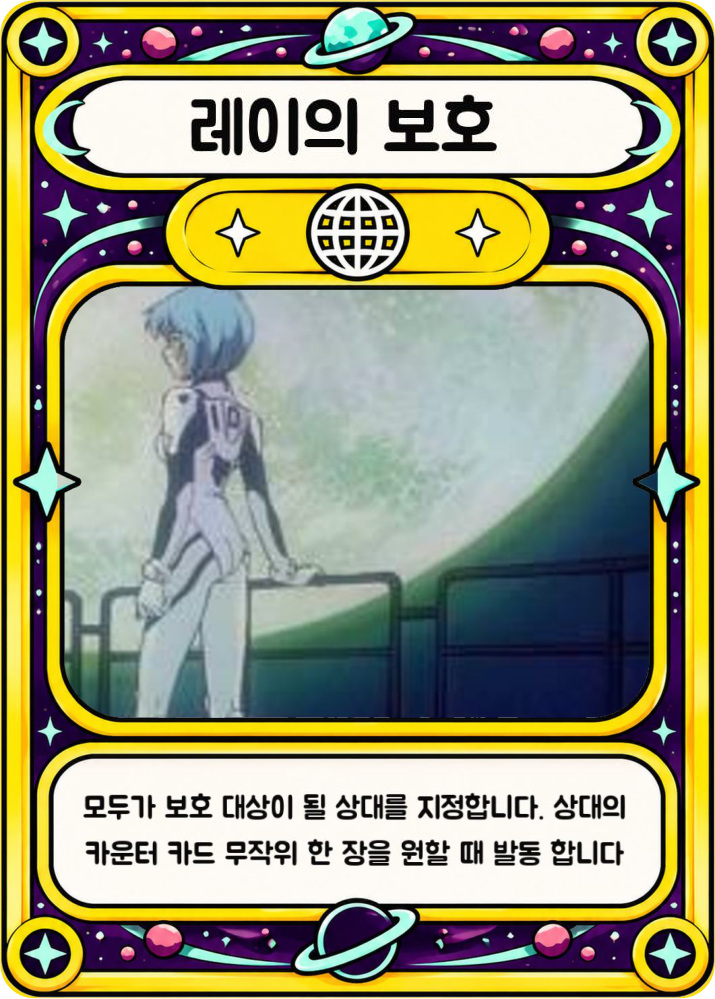 레이의 보호
모두가 보호 대상이 될 상대를 지정합니다. 상대의
카운터 카드 무작위 한 장을 원할 때 발동 합니다